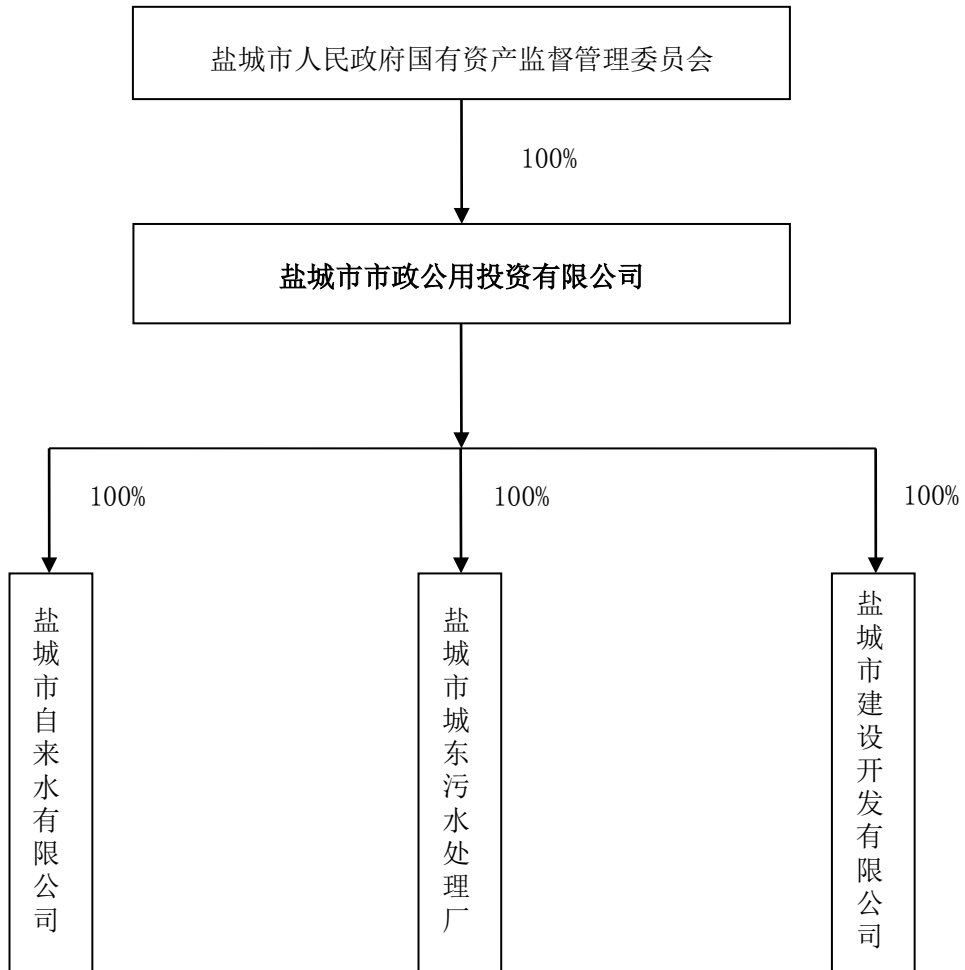 盐城市人民政府国有资产监督管理委员会
100%
盐城市市政公用投资有限公司
100%
100%
100%
盐城市自来水有限公司
盐城市城东污水处理厂
盐城市建设开发有限公司